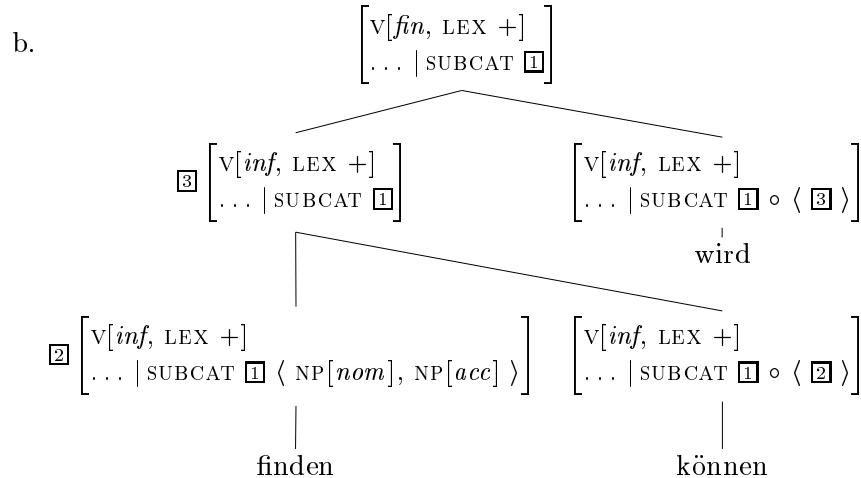 b.
V[fin, LEX +]
... | SUBCAT 1
3 V[inf, LEX +]
... | SUBCAT 1
V[inf, LEX +]
... | SUBCAT 1 ∘ ⟨ 3 ⟩
wird
2 V[inf, LEX +]
... | SUBCAT 1 ⟨ NP[nom], NP[acc] ⟩
V[inf, LEX +]
... | SUBCAT 1 ∘ ⟨ 2 ⟩
finden
können